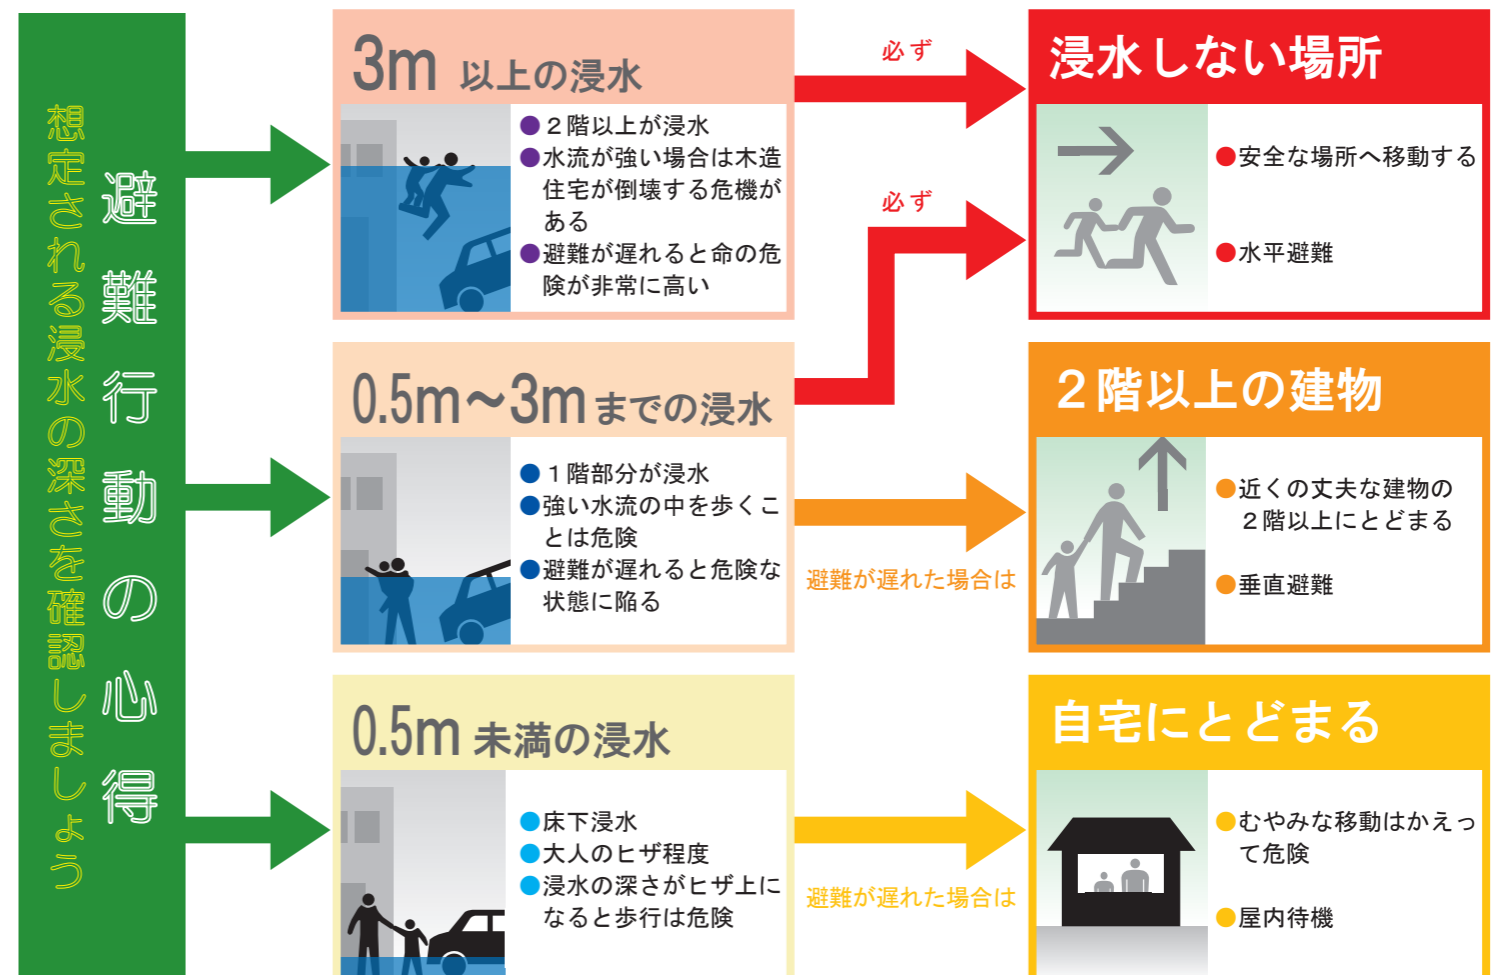 避難行動の心得
想定される浸水の深さを確認しましょう
3m 以上の浸水
●２階以上が浸水
●水流が強い場合は木造
住宅が倒壊する危機が
ある
●避難が遅れると命の危
険が非常に高い
必ず
浸水しない場所
●安全な場所へ移動する
●水平避難
0.5m～3mまでの浸水
●１階部分が浸水
●強い水流の中を歩くこ
とは危険
●避難が遅れると危険な
状態に陥る
必ず
避難が遅れた場合は
２階以上の建物
●近くの丈夫な建物の
２階以上にとどまる
●垂直避難
0.5m 未満の浸水
●床下浸水
●大人のヒザ程度
●浸水の深さがヒザ上に
なると歩行は危険
避難が遅れた場合は
自宅にとどまる
●むやみな移動はかえっ
て危険
●屋内待機